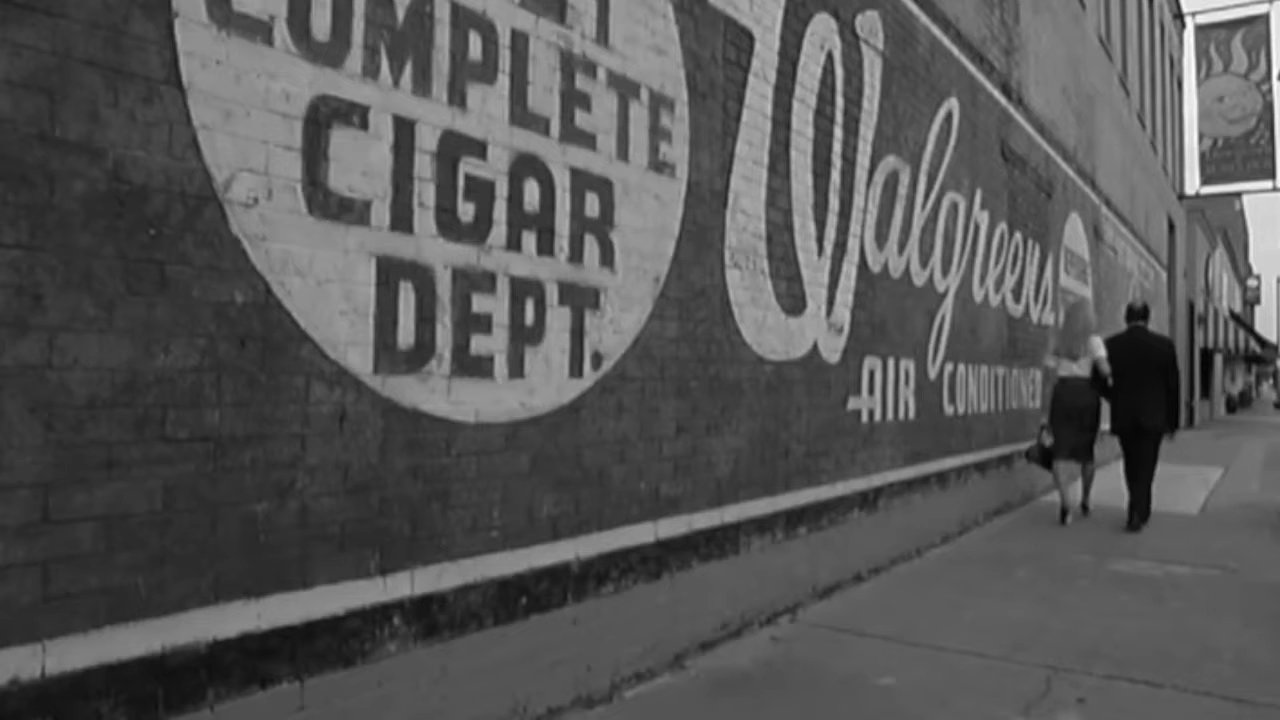 COMPLETE
CIGAR
DEPT.
Walgreens
AIR CONDITIONED